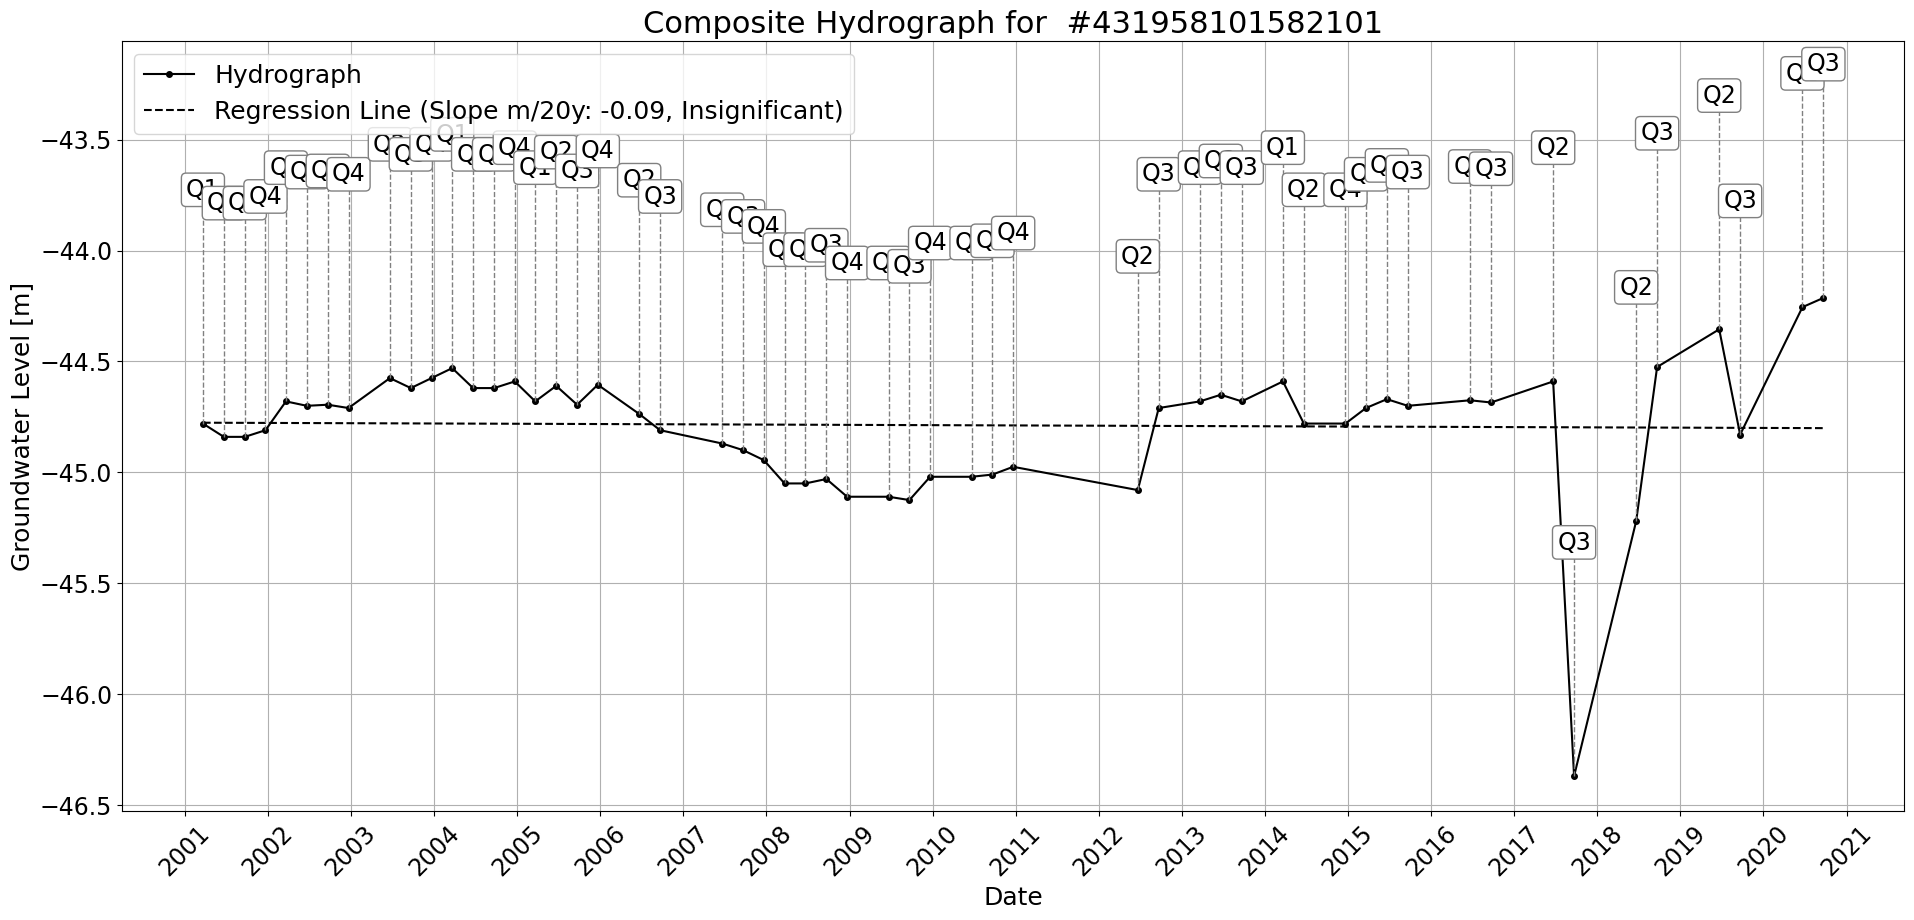 Composite Hydrograph for #431958101582101
Hydrograph
Regression Line (Slope m/20y: -0.09, Insignificant)
Groundwater Level [m]
−43.5
−44.0
−44.5
−45.0
−45.5
−46.0
−46.5
Q1
Q4
Q4
Q4
Q1
Q2
Q3
Q4
Q2
Q3
Q4
Q3
Q4
Q3
Q4
Q4
Q2
Q3
Q3
Q1
Q2
Q4
Q3
Q3
Q2
Q3
Q2
Q3
Q2
Q3
Q3
2001
2002
2003
2004
2005
2006
2007
2008
2009
2010
2011
2012
2013
2014
2015
2016
2017
2018
2019
2020
2021
Date